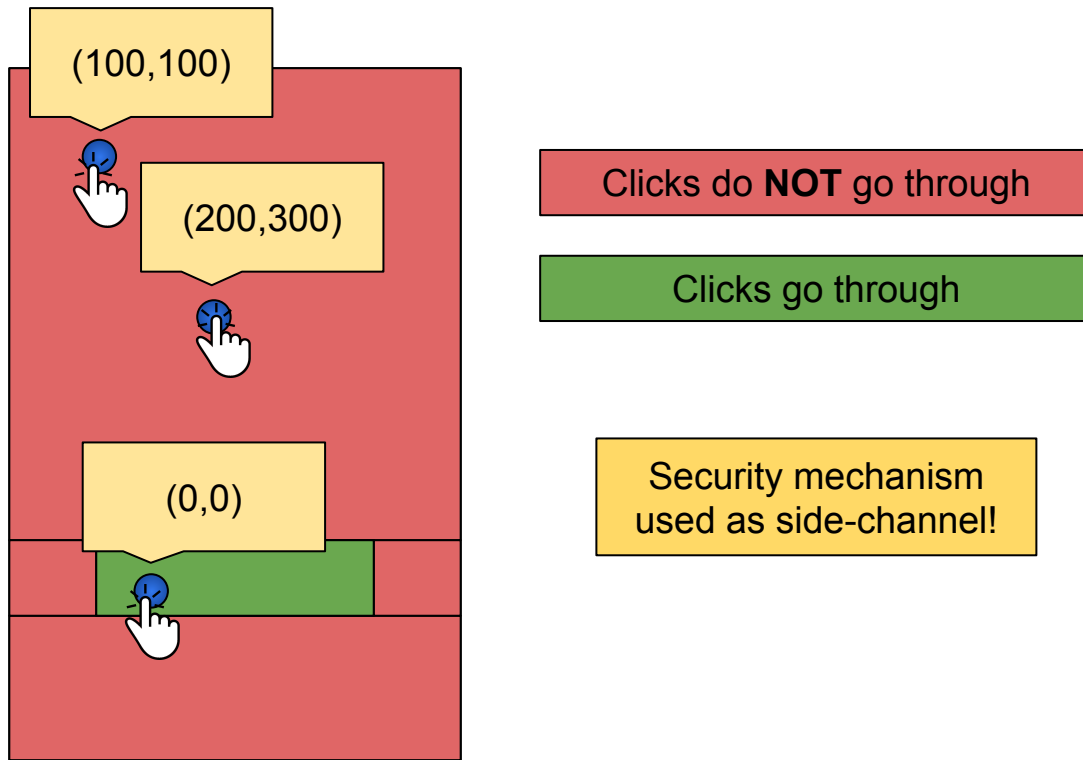 (100,100)
(200,300)
(0,0)
Clicks do NOT go through
Clicks go through
Security mechanism
used as side-channel!